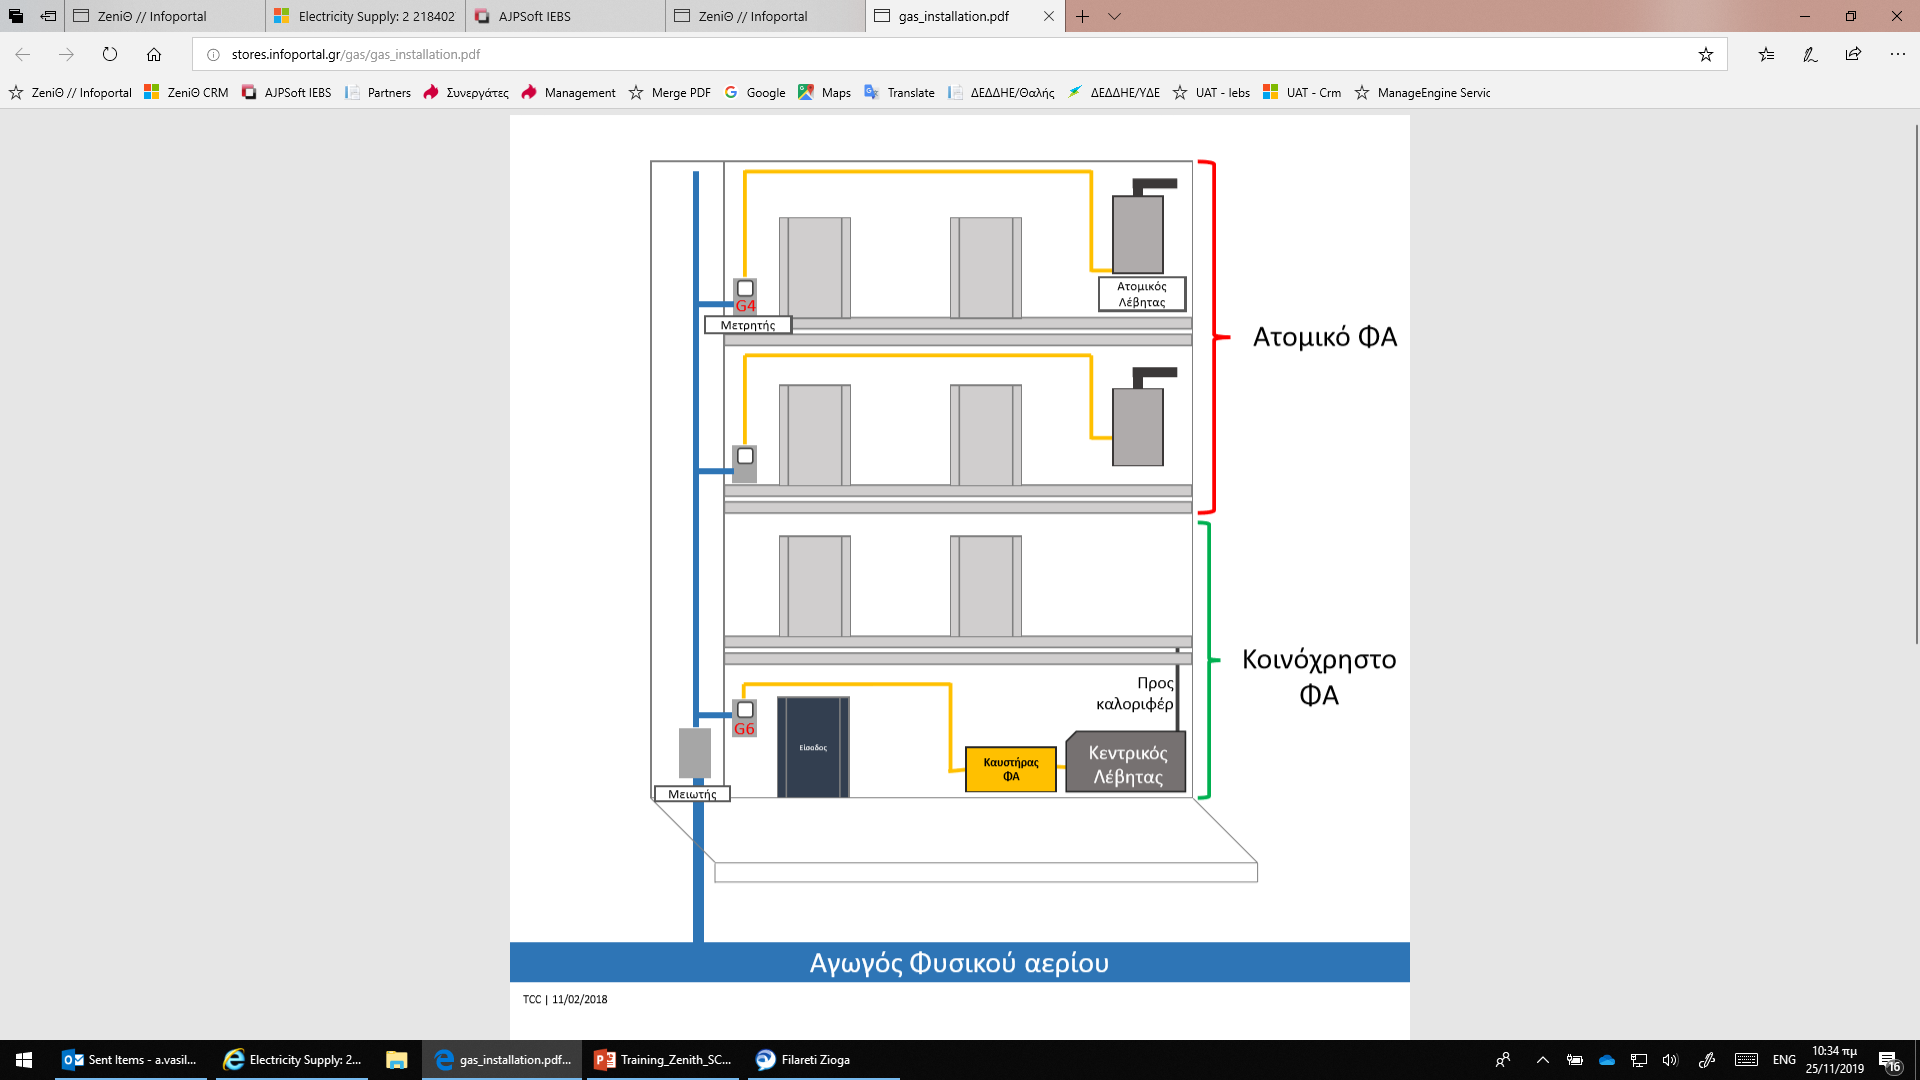 ZeniΘ // Infoportal
Electricity Supply: 2 218402
AJPSoft IEBS
ZeniΘ // Infoportal
gas_installation.pdf
stores.infoportal.gr/gas/gas_installation.pdf
ZeniΘ // Infoportal
ZeniΘ CRM
AJPSoft IEBS
Partners
Συνεργάτες
Management
Merge PDF
Google
Maps
Translate
ΔΕΔΔΗΕ/Θαλής
ΔΕΔΔΗΕ/ΥΔΕ
UAT - Iebs
UAT - Crm
ManageEngine Servic
Ατομικός
Λέβητας
G4
Μετρητής
Ατομικό ΦΑ
Κοινόχρηστο
ΦΑ
Προς
καλοριφέρ
G6
Είσοδος
Καυστήρας
ΦΑ
Κεντρικός
Λέβητας
Μειωτής
Αγωγός Φυσικού αερίου
TCC | 11/02/2018
Sent Items - a.vasil...
Electricity Supply: 2...
gas_installation.pdf...
Training_Zenith_SC...
Filareti Zioga
ENG
10:34 πμ
25/11/2019
16